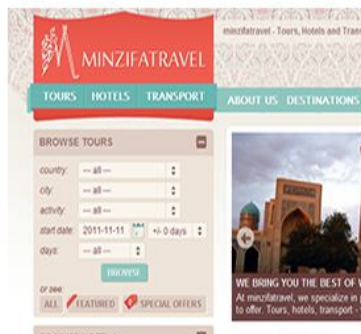 minzifatravel - Tours, Hotels and Trans
MINZIFATRAVEL
TOURS HOTELS TRANSPORT
ABOUT US DESTINATIONS
BROWSE TOURS
country: --- all ---
city: --- all ---
activity: --- all ---
start date: 2011-11-11 +/- 0 days
days: --- all ---
BROWSE
or see:
ALL FEATURED SPECIAL OFFERS
WE BRING YOU THE BEST OF
At minzifatravel, we specialize in
to offer. Tours, hotels, transport